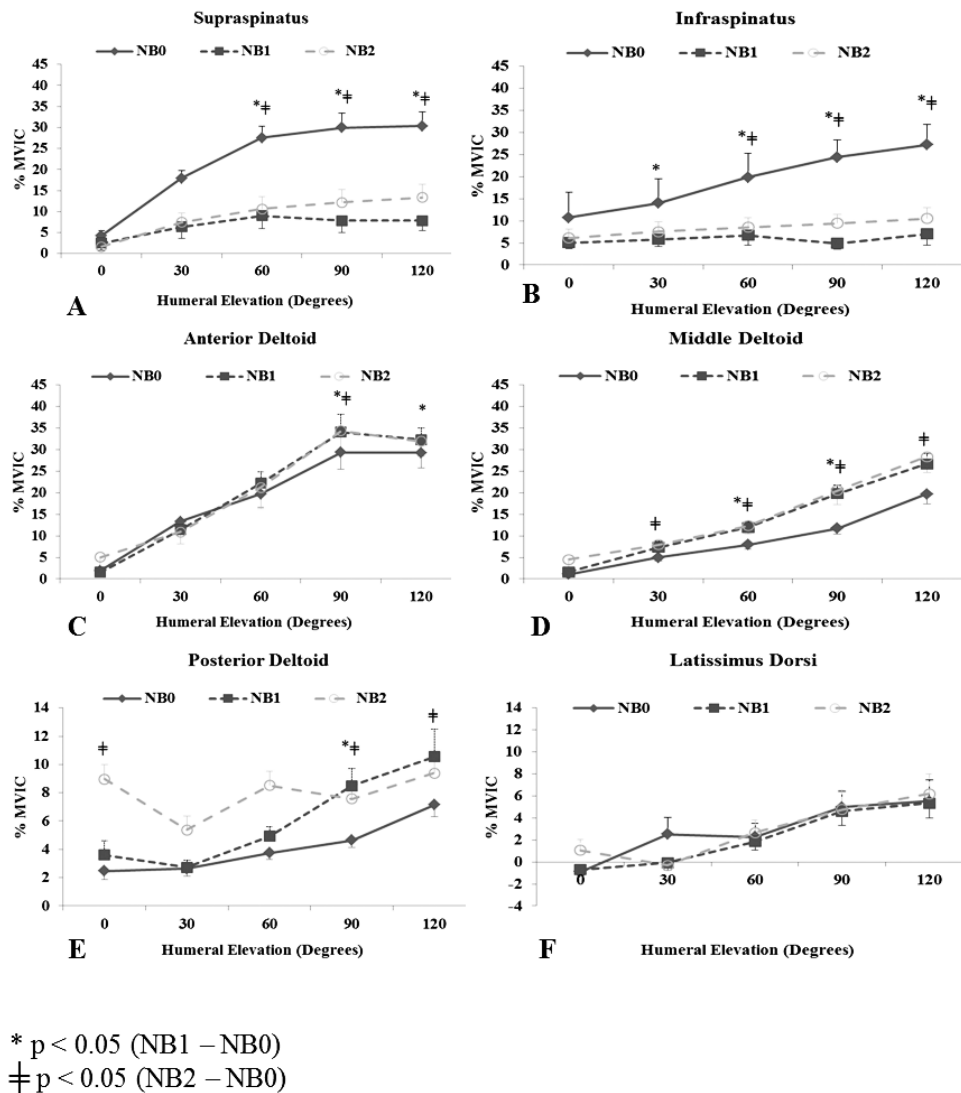 Supraspinatus
NB0 NB1 NB2
45
40
35
30
25
20
15
10
5
0
% MVIC
*ǂ *ǂ *ǂ
0 30 60 90 120
A
Humeral Elevation (Degrees)
Infraspinatus
NB0 NB1 NB2
45
40
35
30
25
20
15
10
5
0
% MVIC
* *ǂ *ǂ *ǂ
0 30 60 90 120
B
Humeral Elevation (Degrees)
Anterior Deltoid
NB0 NB1 NB2
45
40
35
30
25
20
15
10
5
0
% MVIC
*ǂ *
0 30 60 90 120
C
Humeral Elevation (Degrees)
Middle Deltoid
NB0 NB1 NB2
45
40
35
30
25
20
15
10
5
0
% MVIC
ǂ *ǂ *ǂ ǂ
0 30 60 90 120
D
Humeral Elevation (Degrees)
Posterior Deltoid
NB0 NB1 NB2
14
12
10
8
6
4
2
0
% MVIC
ǂ *ǂ ǂ
0 30 60 90 120
E
Humeral Elevation (Degrees)
Latissimus Dorsi
NB0 NB1 NB2
14
12
10
8
6
4
2
0
-2
-4
% MVIC
0 30 60 90 120
F
Humeral Elevation (Degrees)
* p < 0.05 (NB1 – NB0)
ǂ p < 0.05 (NB2 – NB0)